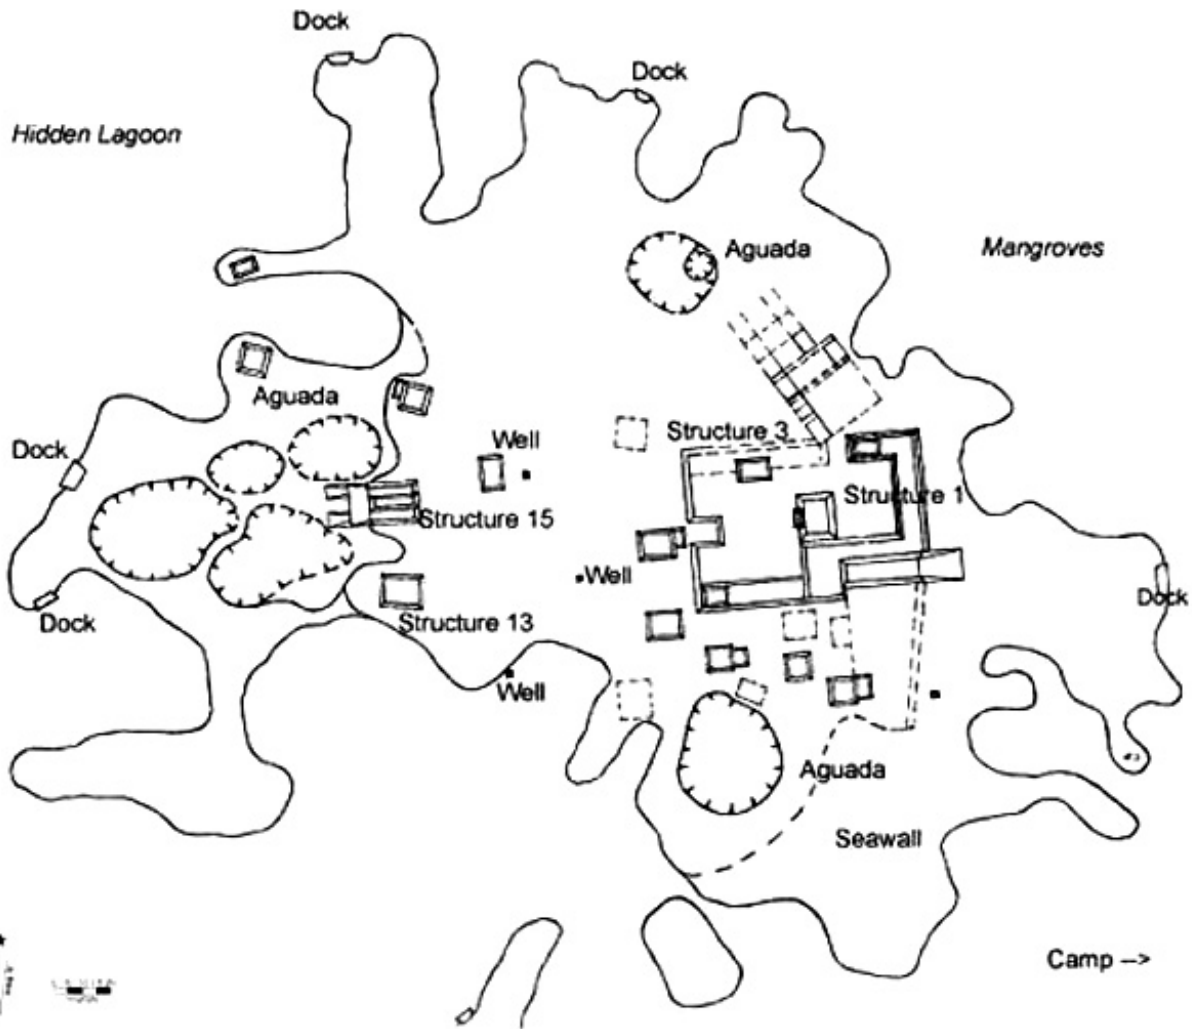 Dock
Dock
Hidden Lagoon
Aguada
Mangroves
Aguada
Structure 3
Dock
Well
Structure 1
Structure 15
Well
Dock
Dock
Structure 13
Well
Aguada
Seawall
Camp -->